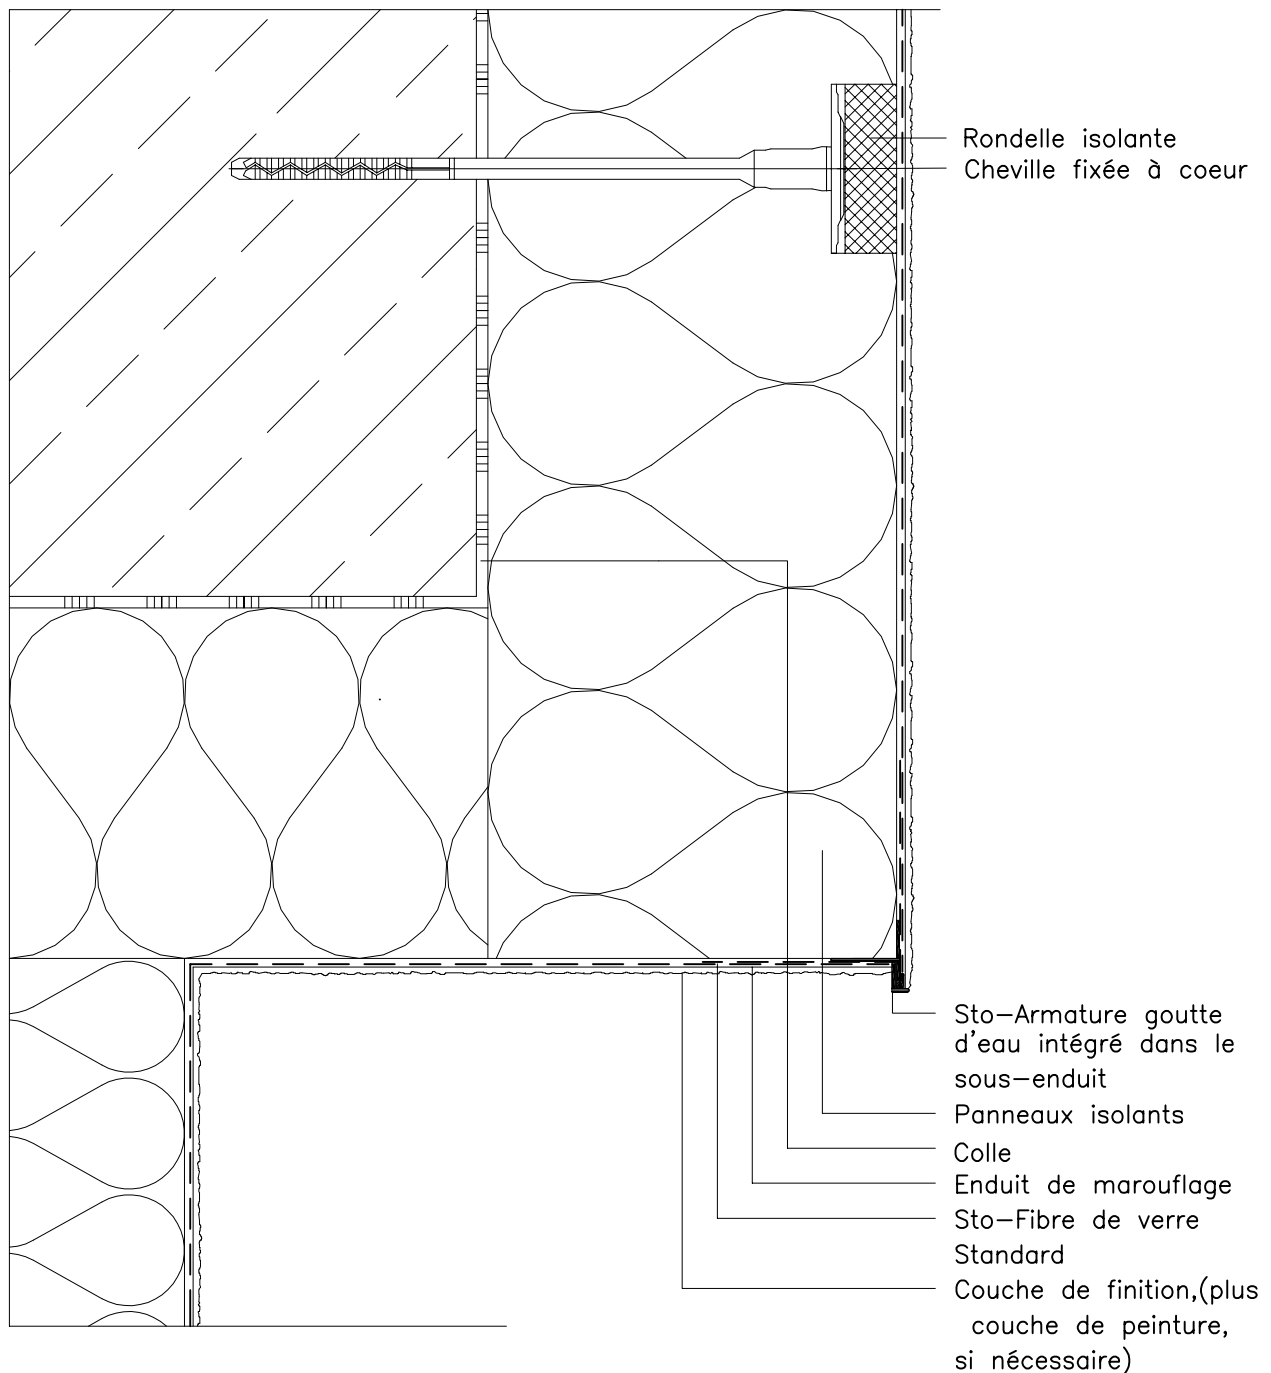 Rondelle isolante
Cheville fixée à coeur
Sto-Armature goutte
d'eau intégré dans le
sous-enduit
Panneaux isolants
Colle
Enduit de marouflage
Sto-Fibre de verre
Standard
Couche de finition,(plus
couche de peinture,
si nécessaire)